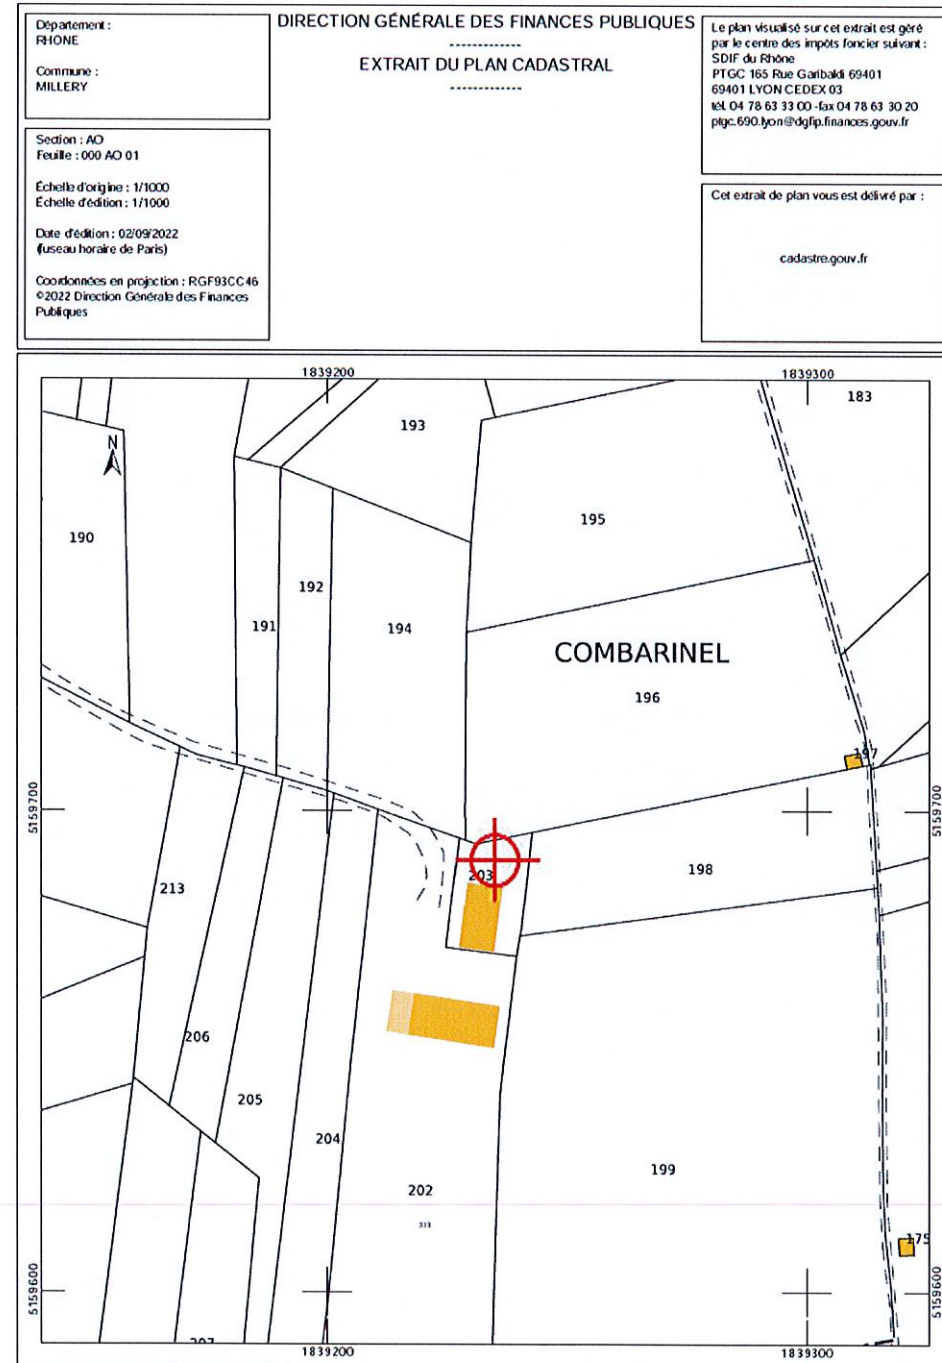 Département :
RHONE
Commune :
MILLERY
Section : AO
Feuille : 000 AO 01
Échelle d'origine : 1/1000
Échelle d'édition : 1/1000
Date d'édition : 02/09/2022
(fuseau horaire de Paris)
Coordonnées en projection : RGF93CC46
©2022 Direction Générale des Finances
Publiques
DIRECTION GÉNÉRALE DES FINANCES PUBLIQUES
-------------
EXTRAIT DU PLAN CADASTRAL
-------------
Le plan visualisé sur cet extrait est géré
par le centre des impôts foncier suivant :
SDIF du Rhône
PTGC 165 Rue Garibaldi 69401
69401 LYON CEDEX 03
tél. 04 78 63 33 00 -fax 04 78 63 30 20
ptgc.690.lyon@dgfip.finances.gouv.fr
Cet extrait de plan vous est délivré par :
cadastre.gouv.fr
1839200
1839300
183
193
N
195
190
192
191
194
COMBARINEL
196
197
5159700
5159700
203
198
213
206
205
204
199
202
175
5159600
5159600
207
1839200
1839300